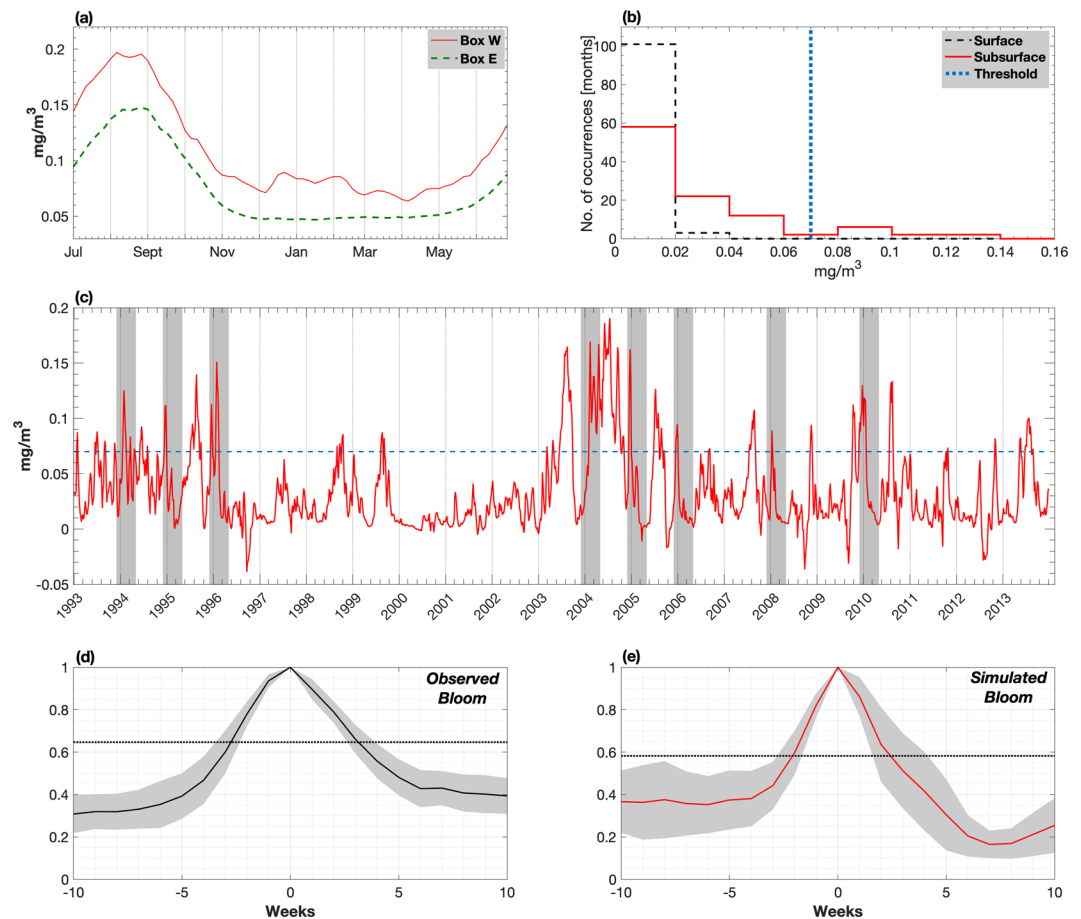 (a)
mg/m³
0.2
0.15
0.1
0.05
Jul
Sept
Nov
Jan
Mar
May
Box W
Box E
(b)
No. of occurrences [months]
100
80
60
40
20
0
0
0.02
0.04
0.06
0.08
0.1
0.12
0.14
0.16
mg/m³
Surface
Subsurface
Threshold
(c)
mg/m³
0.2
0.15
0.1
0.05
0
-0.05
1993
1994
1995
1996
1997
1998
1999
2000
2001
2002
2003
2004
2005
2006
2007
2008
2009
2010
2011
2012
2013
(d)
Observed
Bloom
1
0.8
0.6
0.4
0.2
0
-10
-5
0
5
10
Weeks
(e)
Simulated
Bloom
1
0.8
0.6
0.4
0.2
0
-10
-5
0
5
10
Weeks